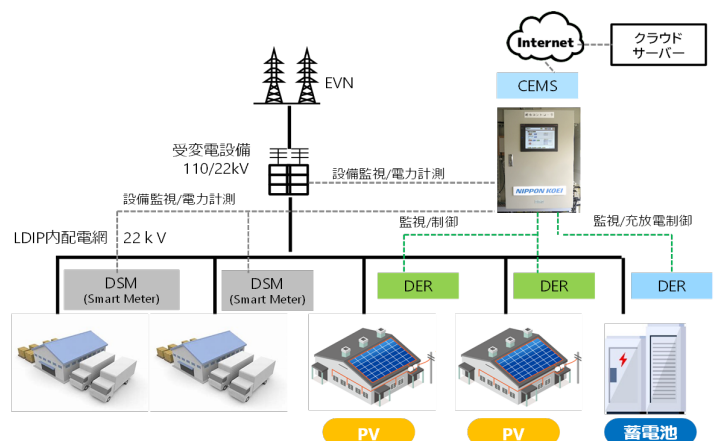 Internet
クラウド
サーバー
EVN
CEMS
受変電設備
110/22kV
設備監視/電力計測
設備監視/電力計測
NIPPON KOEI
監視/制御
監視/充放電制御
LDIP内配電網 22ｋV
DSM
(Smart Meter)
DSM
(Smart Meter)
DER
DER
DER
PV
PV
蓄電池